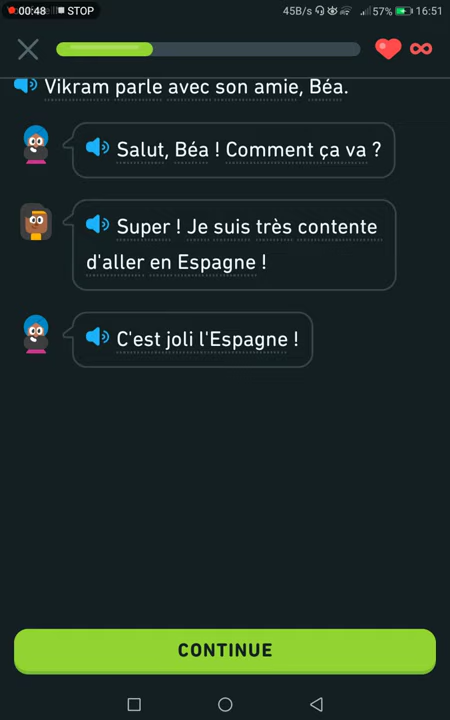 00:48 STOP 45B/s 57% 16:51
Vikram parle avec son amie, Béa.
Salut, Béa ! Comment ça va ?
Super ! Je suis très contente
d'aller en Espagne !
C'est joli l'Espagne !
CONTINUE